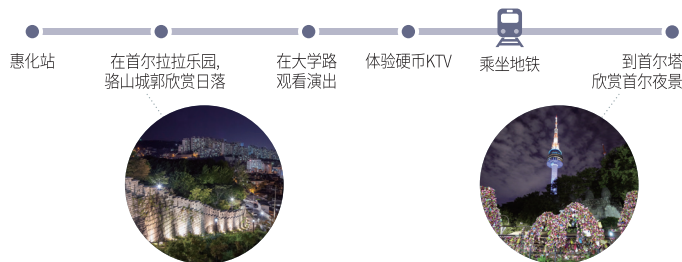 惠化站
在首尔拉拉乐园,
骆山城郭欣赏日落
在大学路
观看演出
体验硬币KTV
乘坐地铁
到首尔塔
欣赏首尔夜景